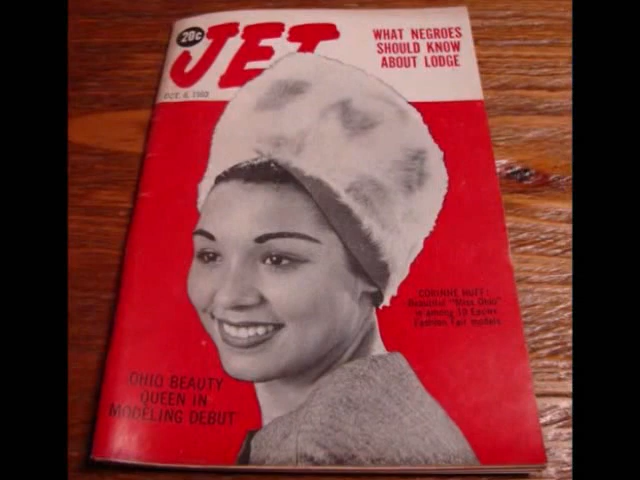 20c
JET
OCT. 6, 1960
WHAT NEGROES
SHOULD KNOW
ABOUT LODGE
CORINNE HUFF:
Beautiful "Miss Ohio"
is among 10 Ebony
Fashion Fair models
OHIO BEAUTY
QUEEN IN
MODELING DEBUT